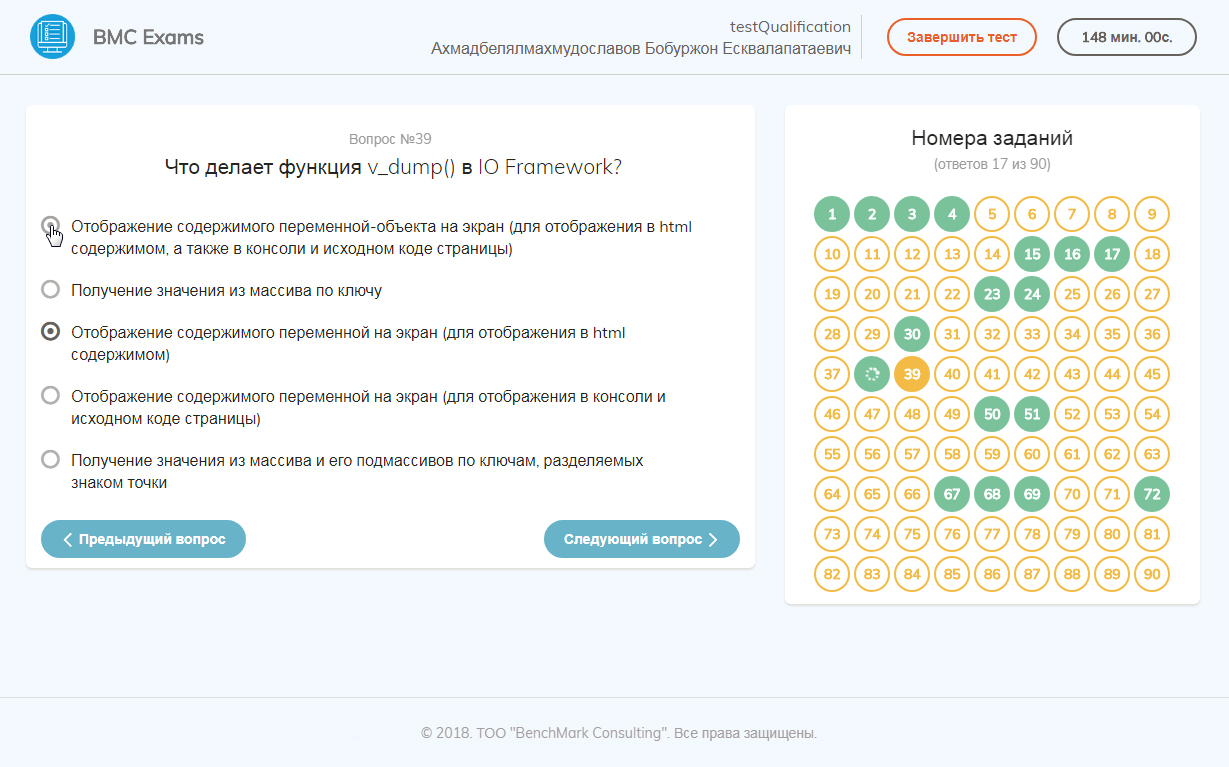 BMC Exams
testQualification
Ахмадбелялмахмудославов Бобуржон Есквалапатаевич
Завершить тест
148 мин. 00с.
Вопрос №39
Что делает функция v_dump() в IO Framework?
Отображение содержимого переменной-объекта на экран (для отображения в html
содержимом, а также в консоли и исходном коде страницы)
Получение значения из массива по ключу
Отображение содержимого переменной на экран (для отображения в html
содержимом)
Отображение содержимого переменной на экран (для отображения в консоли и
исходном коде страницы)
Получение значения из массива и его подмассивов по ключам, разделяемых
знаком точки
Предыдущий вопрос
Следующий вопрос
Номера заданий
(ответов 17 из 90)
1 2 3 4 5 6 7 8 9
10 11 12 13 14 15 16 17 18
19 20 21 22 23 24 25 26 27
28 29 30 31 32 33 34 35 36
37 39 40 41 42 43 44 45
46 47 48 49 50 51 52 53 54
55 56 57 58 59 60 61 62 63
64 65 66 67 68 69 70 71 72
73 74 75 76 77 78 79 80 81
82 83 84 85 86 87 88 89 90
© 2018. ТОО "BenchMark Consulting". Все права защищены.